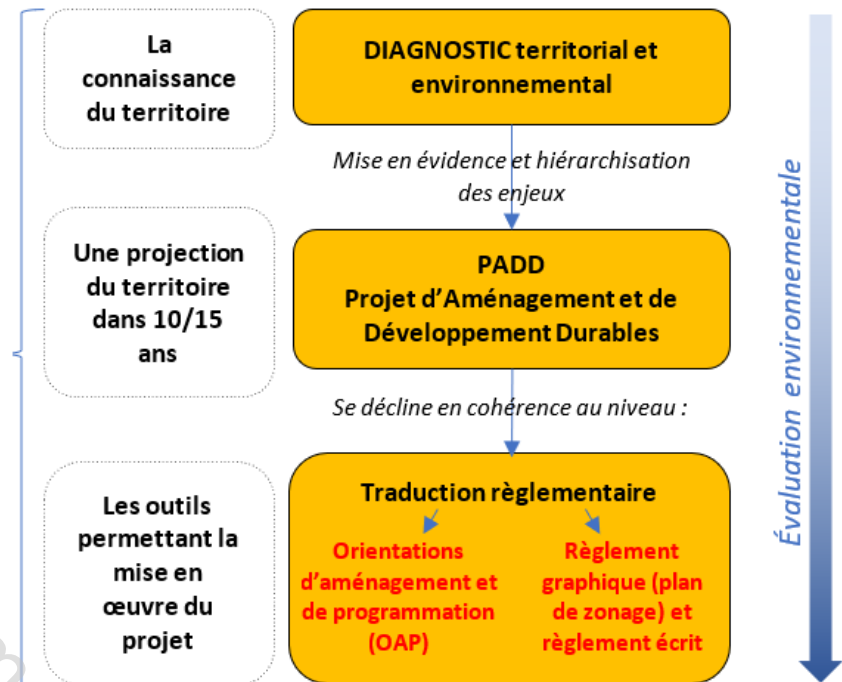 La
connaissance
du territoire
DIAGNOSTIC territorial et
environnemental
Mise en évidence et hiérarchisation
des enjeux
Une projection
du territoire
dans 10/15
ans
PADD
Projet d’Aménagement et de
Développement Durables
Se décline en cohérence au niveau :
Les outils
permettant la
mise en
œuvre du
projet
Traduction règlementaire
Orientations
d’aménagement et
de programmation
(OAP)
Règlement
graphique (plan
de zonage) et
règlement écrit
Évaluation environnementale